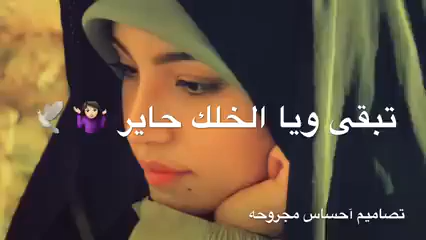 تبقى ويا الخلك حاير 🤷🏻‍♀️🕊
تصاميم أحساس مجروحه